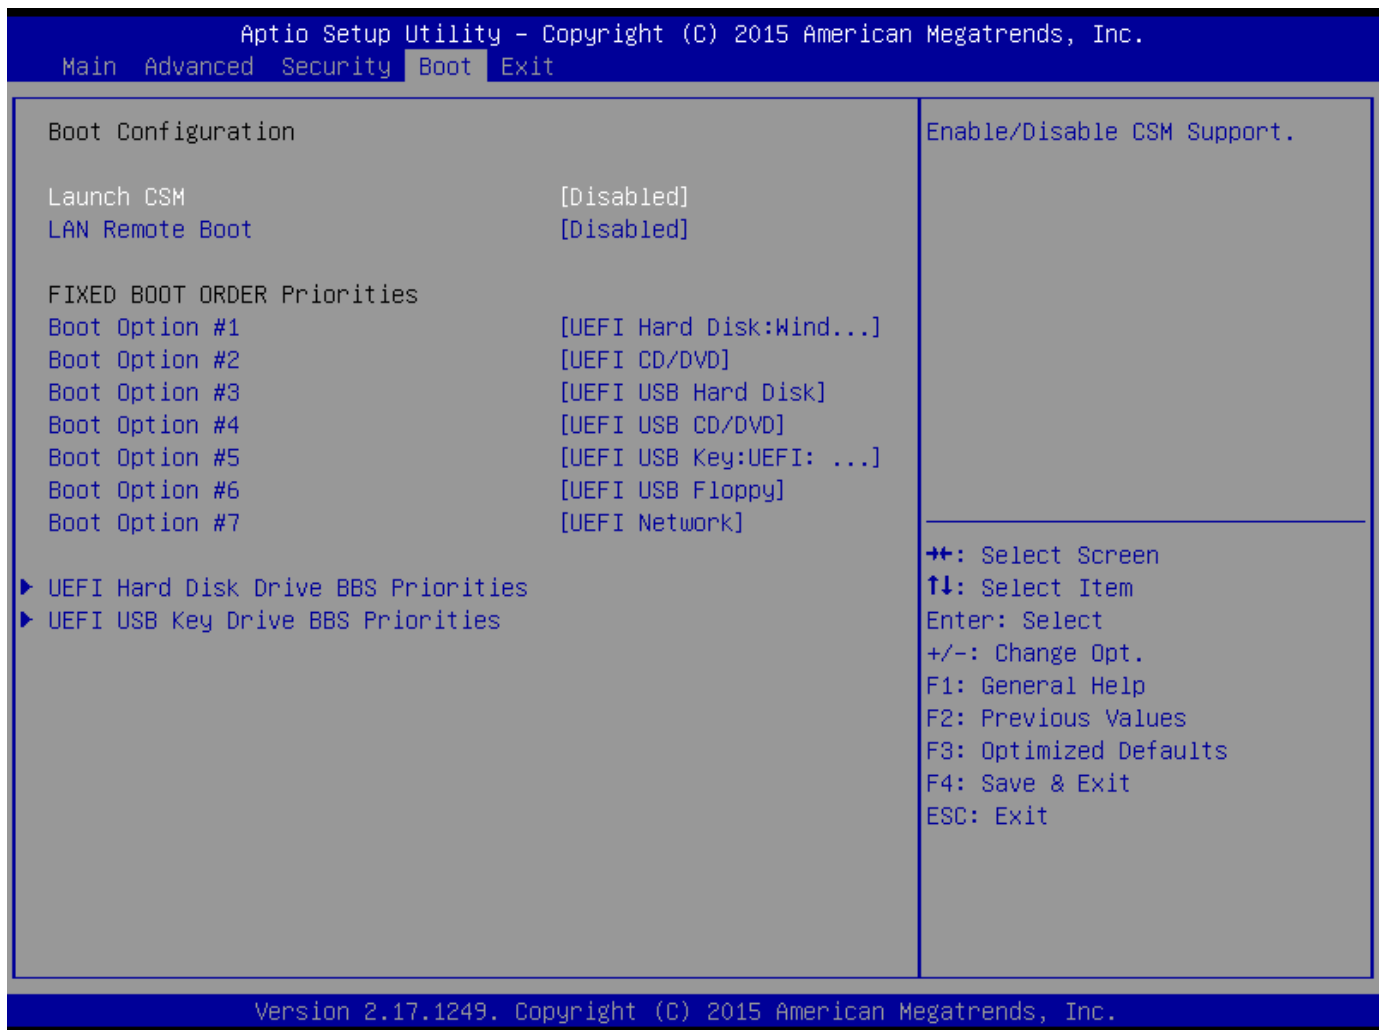 Aptio Setup Utility – Copyright (C) 2015 American Megatrends, Inc.
Main Advanced Security Boot Exit
Boot Configuration
Launch CSM [Disabled]
LAN Remote Boot [Disabled]
FIXED BOOT ORDER Priorities
Boot Option #1 [UEFI Hard Disk:Wind...]
Boot Option #2 [UEFI CD/DVD]
Boot Option #3 [UEFI USB Hard Disk]
Boot Option #4 [UEFI USB CD/DVD]
Boot Option #5 [UEFI USB Key:UEFI: ...]
Boot Option #6 [UEFI USB Floppy]
Boot Option #7 [UEFI Network]
▶ UEFI Hard Disk Drive BBS Priorities
▶ UEFI USB Key Drive BBS Priorities
Enable/Disable CSM Support.
→←: Select Screen
↑↓: Select Item
Enter: Select
+/-: Change Opt.
F1: General Help
F2: Previous Values
F3: Optimized Defaults
F4: Save & Exit
ESC: Exit
Version 2.17.1249. Copyright (C) 2015 American Megatrends, Inc.